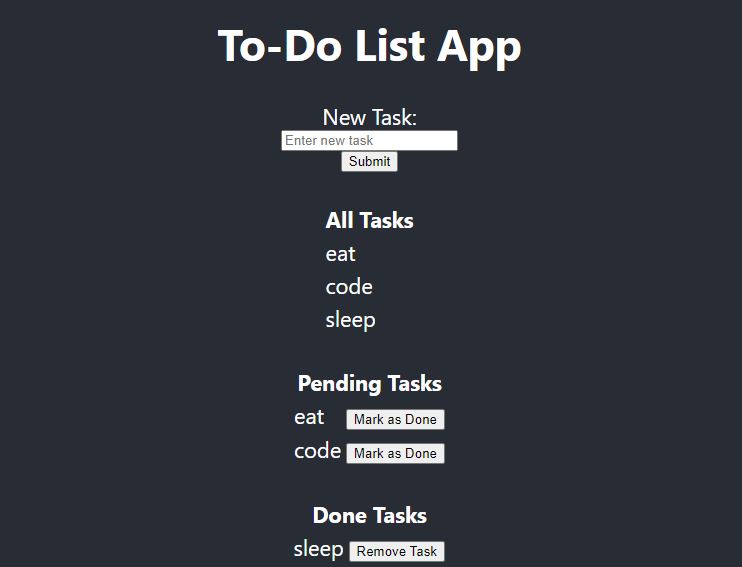 To-Do List App
New Task:
Enter new task
Submit
All Tasks
eat
code
sleep
Pending Tasks
eat Mark as Done
code Mark as Done
Done Tasks
sleep Remove Task